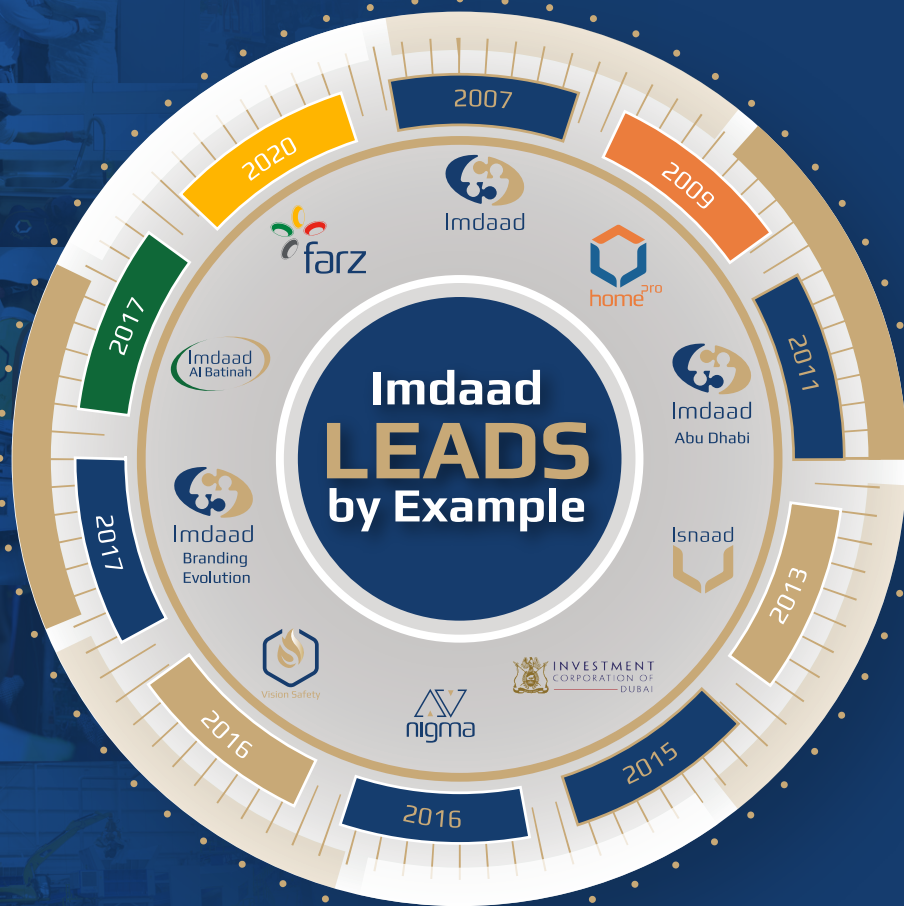 Imdaad
LEADS
by Example
2007
Imdaad
2009
home pro
2011
Imdaad
Abu Dhabi
2013
Isnaad
2015
INVESTMENT
CORPORATION OF
DUBAI
2016
nigma
2016
Vision Safety
2017
Imdaad
Branding
Evolution
2017
Imdaad
Al Batinah
2020
farz